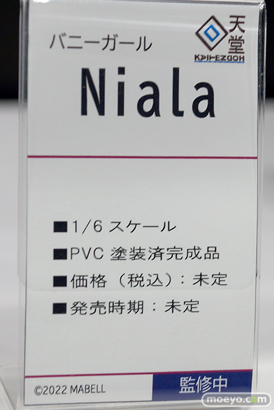 天堂
バニーガール
Niala
■1/6 スケール
■PVC 塗装済完成品
■価格（税込）：未定
■発売時期：未定
©2022 MABELL
監修中
moeyo.com